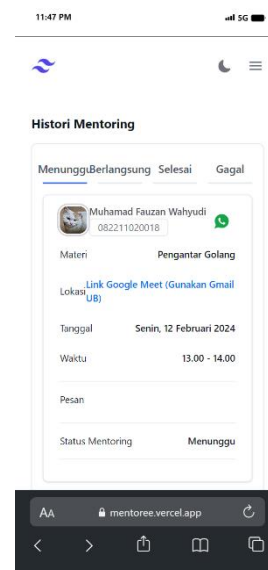 11:47 PM 5G
Histori Mentoring
Menunggu Berlangsung Selesai Gagal
Muhamad Fauzan Wahyudi
082211020018
Materi Pengantar Golang
Lokasi Link Google Meet (Gunakan Gmail
UB)
Tanggal Senin, 12 Februari 2024
Waktu 13.00 - 14.00
Pesan
Status Mentoring Menunggu
AA mentoree.vercel.app